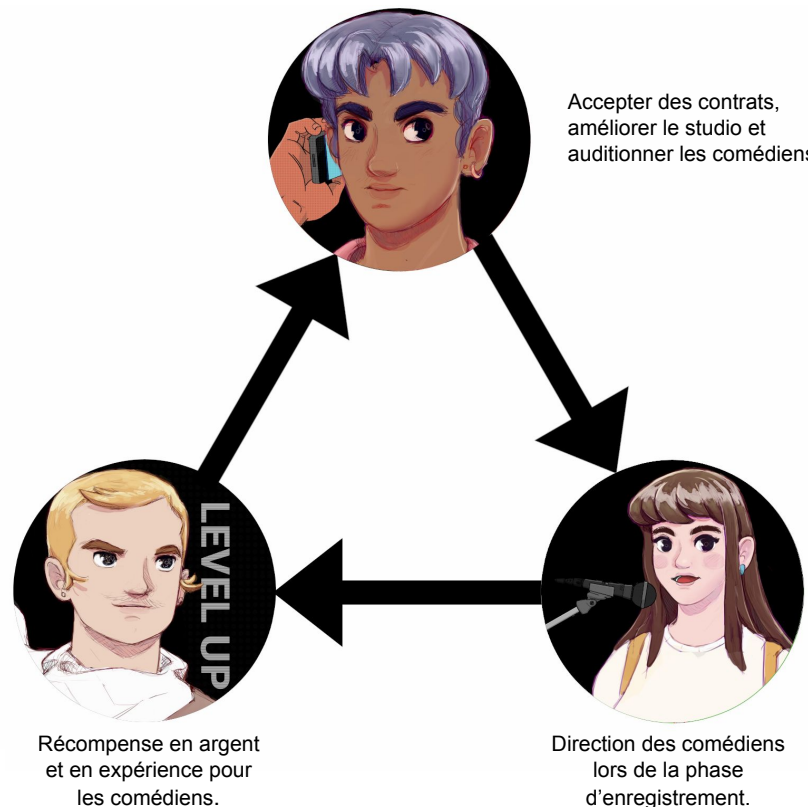 Accepter des contrats,
améliorer le studio et
auditionner les comédiens
LEVEL UP
Récompense en argent
et en expérience pour
les comédiens.
Direction des comédiens
lors de la phase
d'enregistrement.